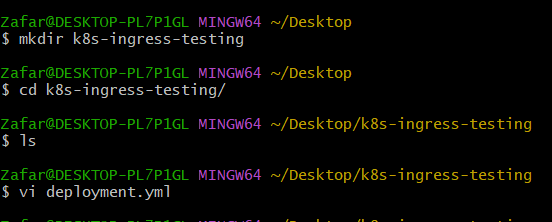 Zafar@DESKTOP-PL7P1GL MINGW64 ~/Desktop
$ mkdir k8s-ingress-testing
Zafar@DESKTOP-PL7P1GL MINGW64 ~/Desktop
$ cd k8s-ingress-testing/
Zafar@DESKTOP-PL7P1GL MINGW64 ~/Desktop/k8s-ingress-testing
$ ls
Zafar@DESKTOP-PL7P1GL MINGW64 ~/Desktop/k8s-ingress-testing
$ vi deployment.yml